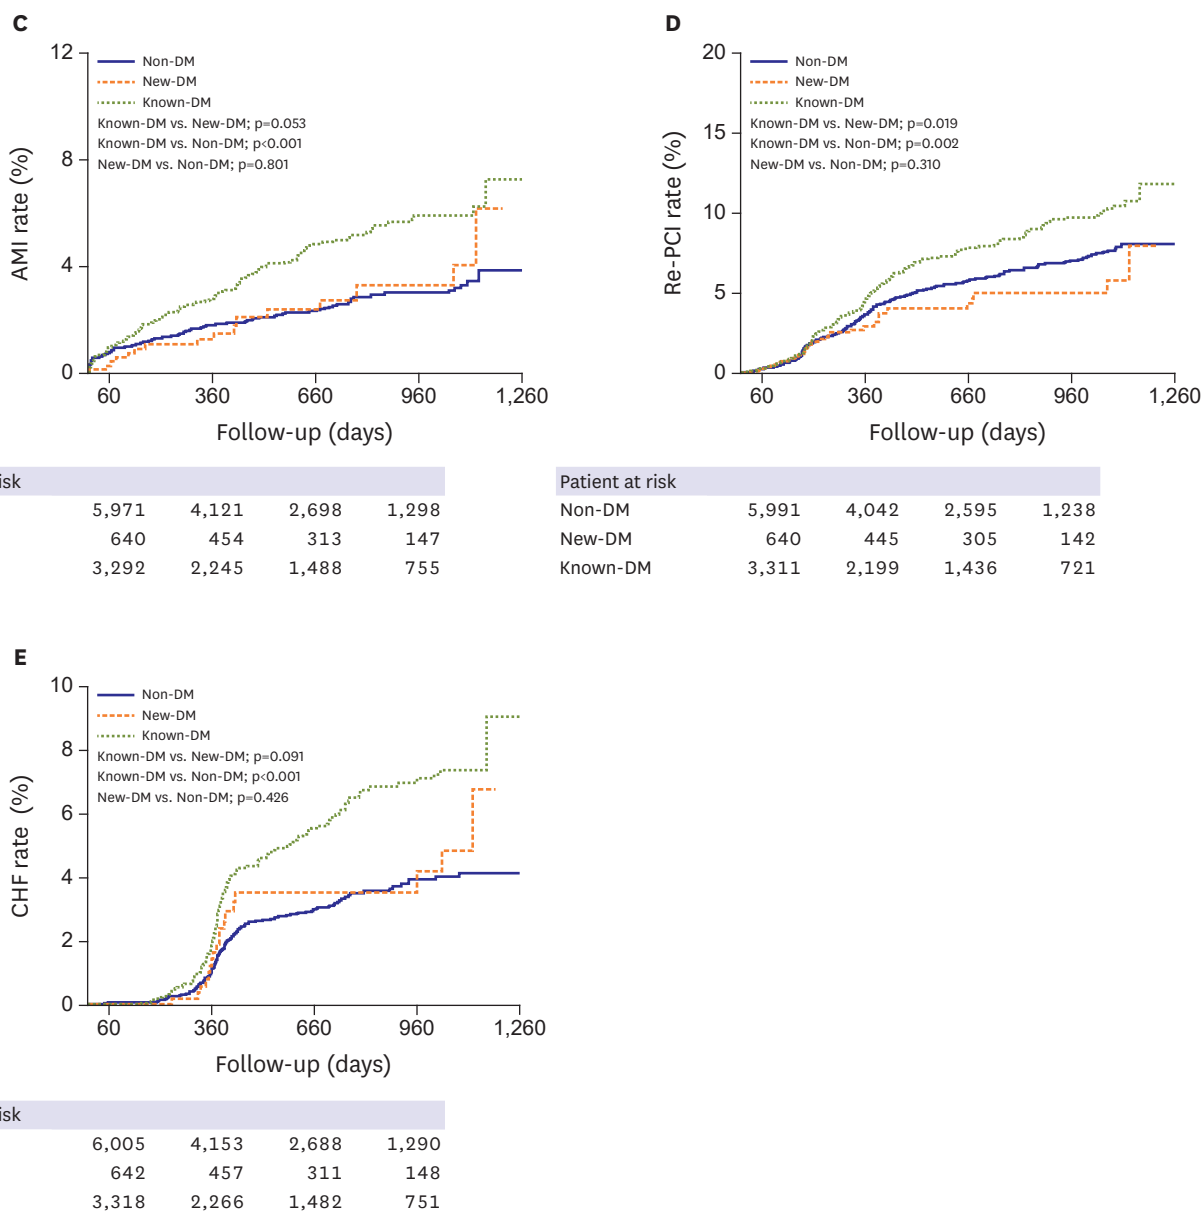 C
AMI rate (%)
12
8
4
0
Non-DM
New-DM
Known-DM
Known-DM vs. New-DM; p=0.053
Known-DM vs. Non-DM; p<0.001
New-DM vs. Non-DM; p=0.801
60 360 660 960 1,260
Follow-up (days)
isk
5,971 4,121 2,698 1,298
640 454 313 147
3,292 2,245 1,488 755
D
Re-PCI rate (%)
20
15
10
5
0
Non-DM
New-DM
Known-DM
Known-DM vs. New-DM; p=0.019
Known-DM vs. Non-DM; p=0.002
New-DM vs. Non-DM; p=0.310
60 360 660 960 1,260
Follow-up (days)
Patient at risk
Non-DM 5,991 4,042 2,595 1,238
New-DM 640 445 305 142
Known-DM 3,311 2,199 1,436 721
E
CHF rate (%)
10
8
6
4
2
0
Non-DM
New-DM
Known-DM
Known-DM vs. New-DM; p=0.091
Known-DM vs. Non-DM; p<0.001
New-DM vs. Non-DM; p=0.426
60 360 660 960 1,260
Follow-up (days)
isk
6,005 4,153 2,688 1,290
642 457 311 148
3,318 2,266 1,482 751